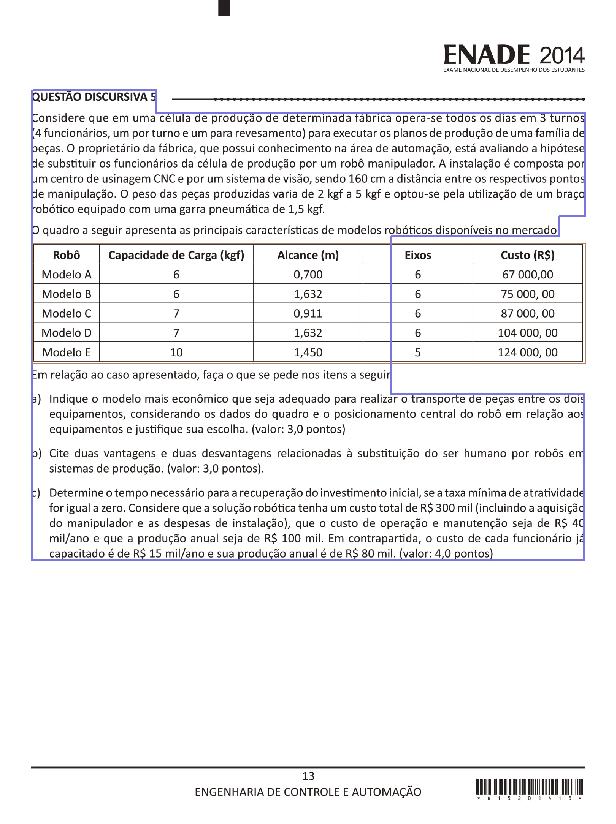 ENADE 2014
EXAME NACIONAL DE DESEMPENHO DOS ESTUDANTES
QUESTÃO DISCURSIVA 5
Considere que em uma célula de produção de determinada fábrica opera-se todos os dias em 3 turnos
(4 funcionários, um por turno e um para revesamento) para executar os planos de produção de uma família de
peças. O proprietário da fábrica, que possui conhecimento na área de automação, está avaliando a hipótese
de substituir os funcionários da célula de produção por um robô manipulador. A instalação é composta por
um centro de usinagem CNC e por um sistema de visão, sendo 160 cm a distância entre os respectivos pontos
de manipulação. O peso das peças produzidas varia de 2 kgf a 5 kgf e optou-se pela utilização de um braço
robótico equipado com uma garra pneumática de 1,5 kgf.
O quadro a seguir apresenta as principais características de modelos robóticos disponíveis no mercado
Robô Capacidade de Carga (kgf) Alcance (m) Eixos Custo (R$)
Modelo A 6 0,700 6 67 000,00
Modelo B 6 1,632 6 75 000, 00
Modelo C 7 0,911 6 87 000, 00
Modelo D 7 1,632 6 104 000, 00
Modelo E 10 1,450 5 124 000, 00
Em relação ao caso apresentado, faça o que se pede nos itens a seguir
a) Indique o modelo mais econômico que seja adequado para realizar o transporte de peças entre os dois
equipamentos, considerando os dados do quadro e o posicionamento central do robô em relação aos
equipamentos e justifique sua escolha. (valor: 3,0 pontos)
b) Cite duas vantagens e duas desvantagens relacionadas à substituição do ser humano por robôs em
sistemas de produção. (valor: 3,0 pontos).
c) Determine o tempo necessário para a recuperação do investimento inicial, se a taxa mínima de atratividade
for igual a zero. Considere que a solução robótica tenha um custo total de R$ 300 mil (incluindo a aquisição
do manipulador e as despesas de instalação), que o custo de operação e manutenção seja de R$ 40
mil/ano e que a produção anual seja de R$ 100 mil. Em contrapartida, o custo de cada funcionário já
capacitado é de R$ 15 mil/ano e sua produção anual é de R$ 80 mil. (valor: 4,0 pontos)
13
ENGENHARIA DE CONTROLE E AUTOMAÇÃO